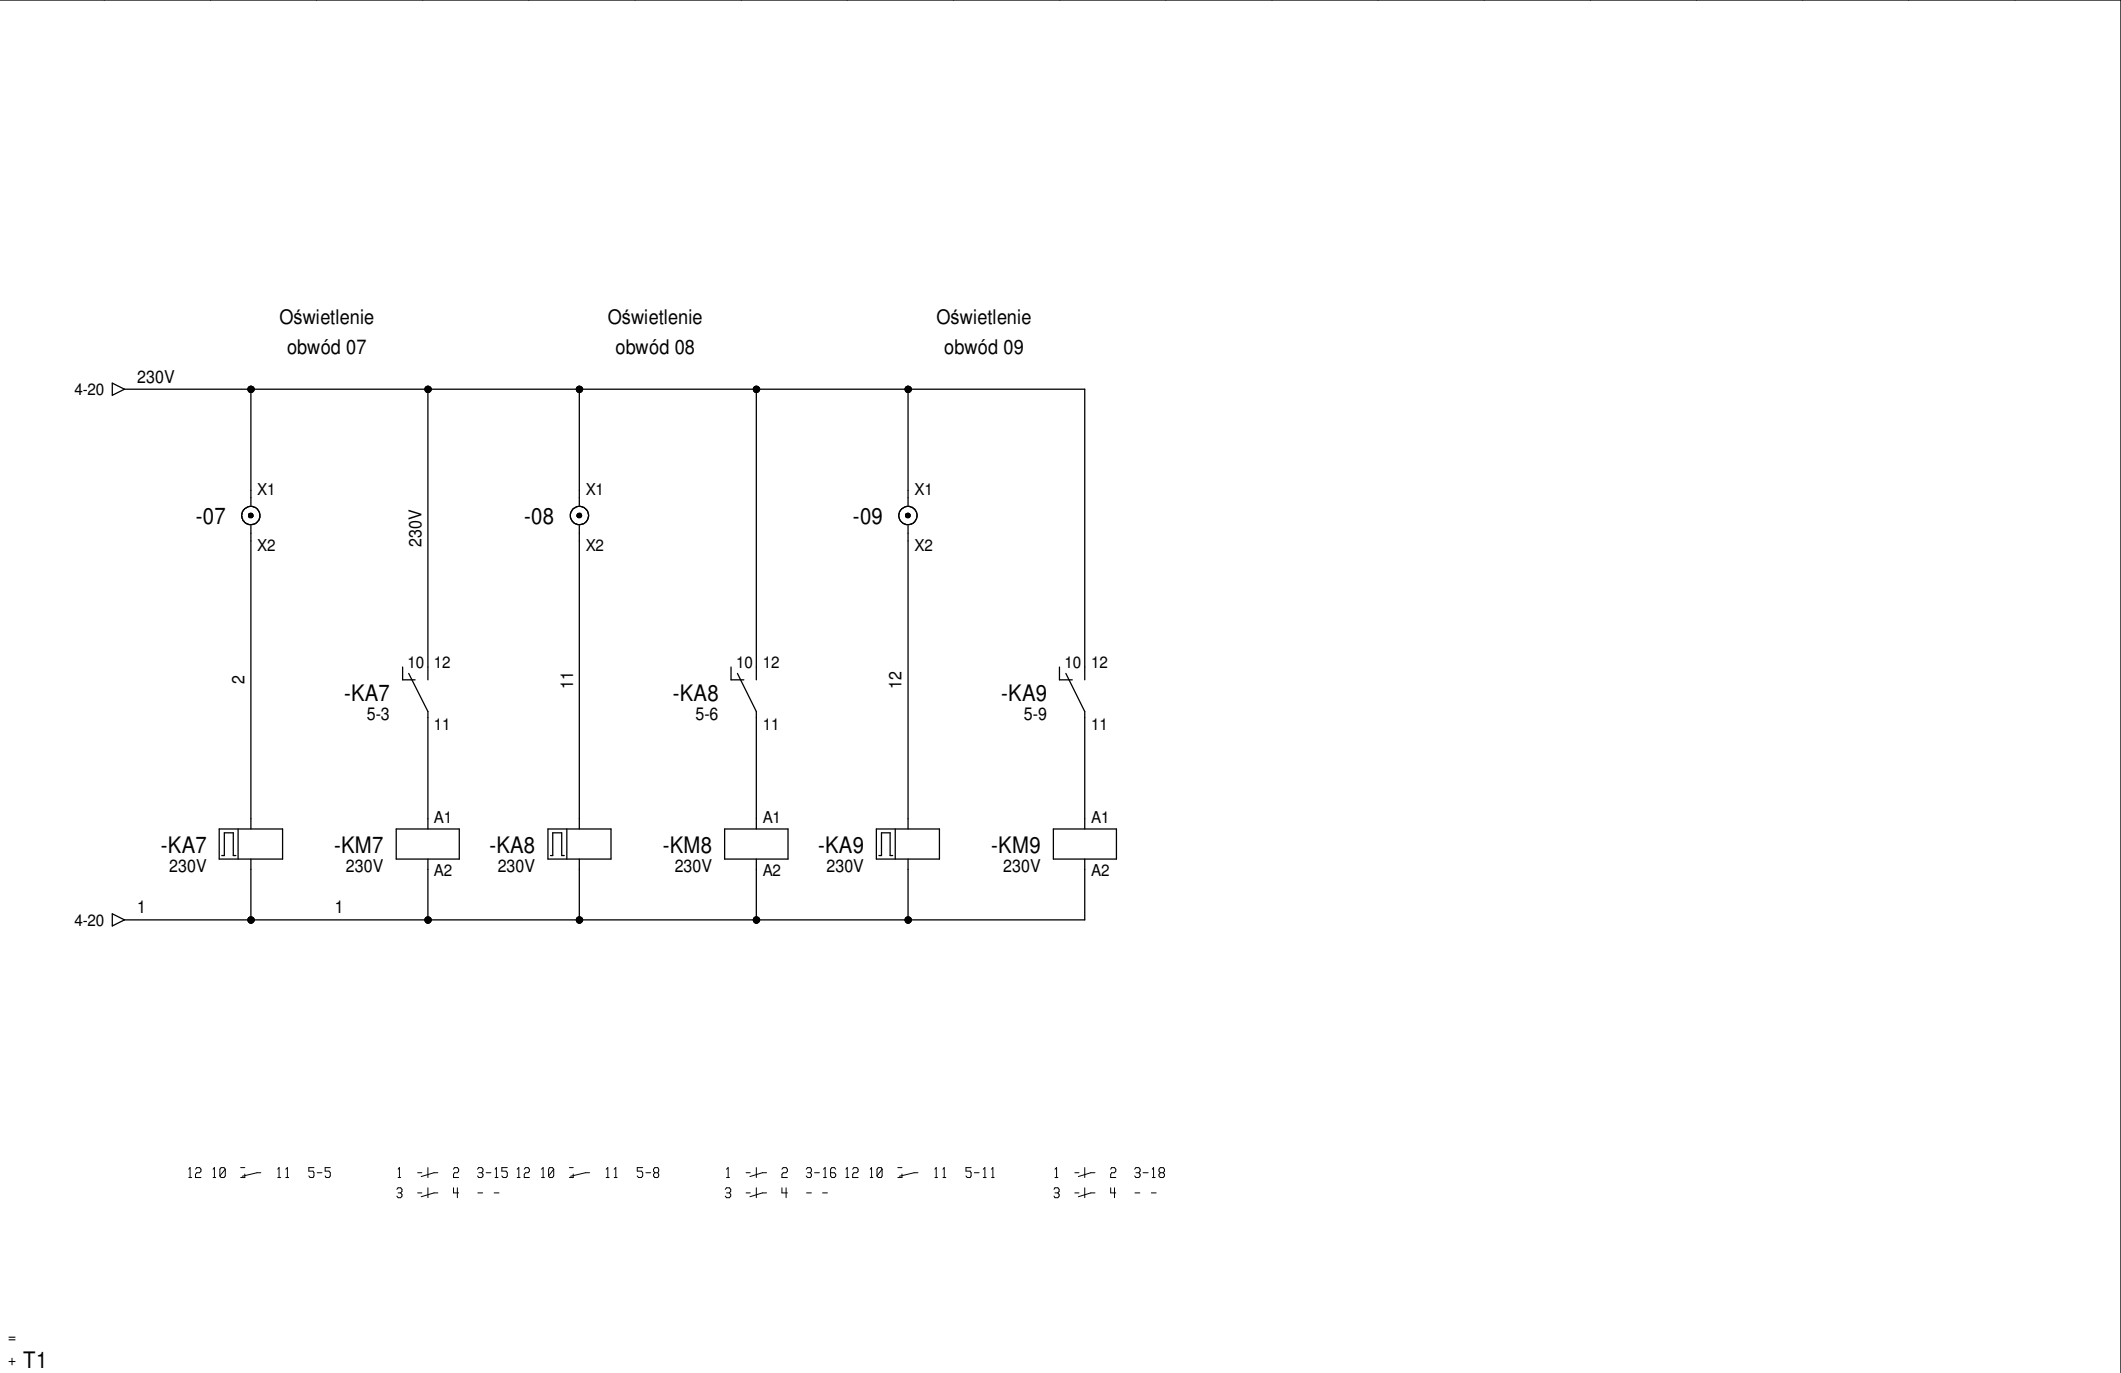 Oświetlenie
obwód 07
Oświetlenie
obwód 08
Oświetlenie
obwód 09
4-20
230V
X1
-07
X2
230V
X1
-08
X2
X1
-09
X2
2
10 12
-KA7
5-3
11
11
10 12
-KA8
5-6
11
12
10 12
-KA9
5-9
11
-KA7
230V
A1
-KM7
230V
A2
-KA8
230V
A1
-KM8
230V
A2
-KA9
230V
A1
-KM9
230V
A2
4-20
1
1
12 10 11 5-5
1 2 3-15
3 4 - -
12 10 11 5-8
1 2 3-16
3 4 - -
12 10 11 5-11
1 2 3-18
3 4 - -
=
+ T1